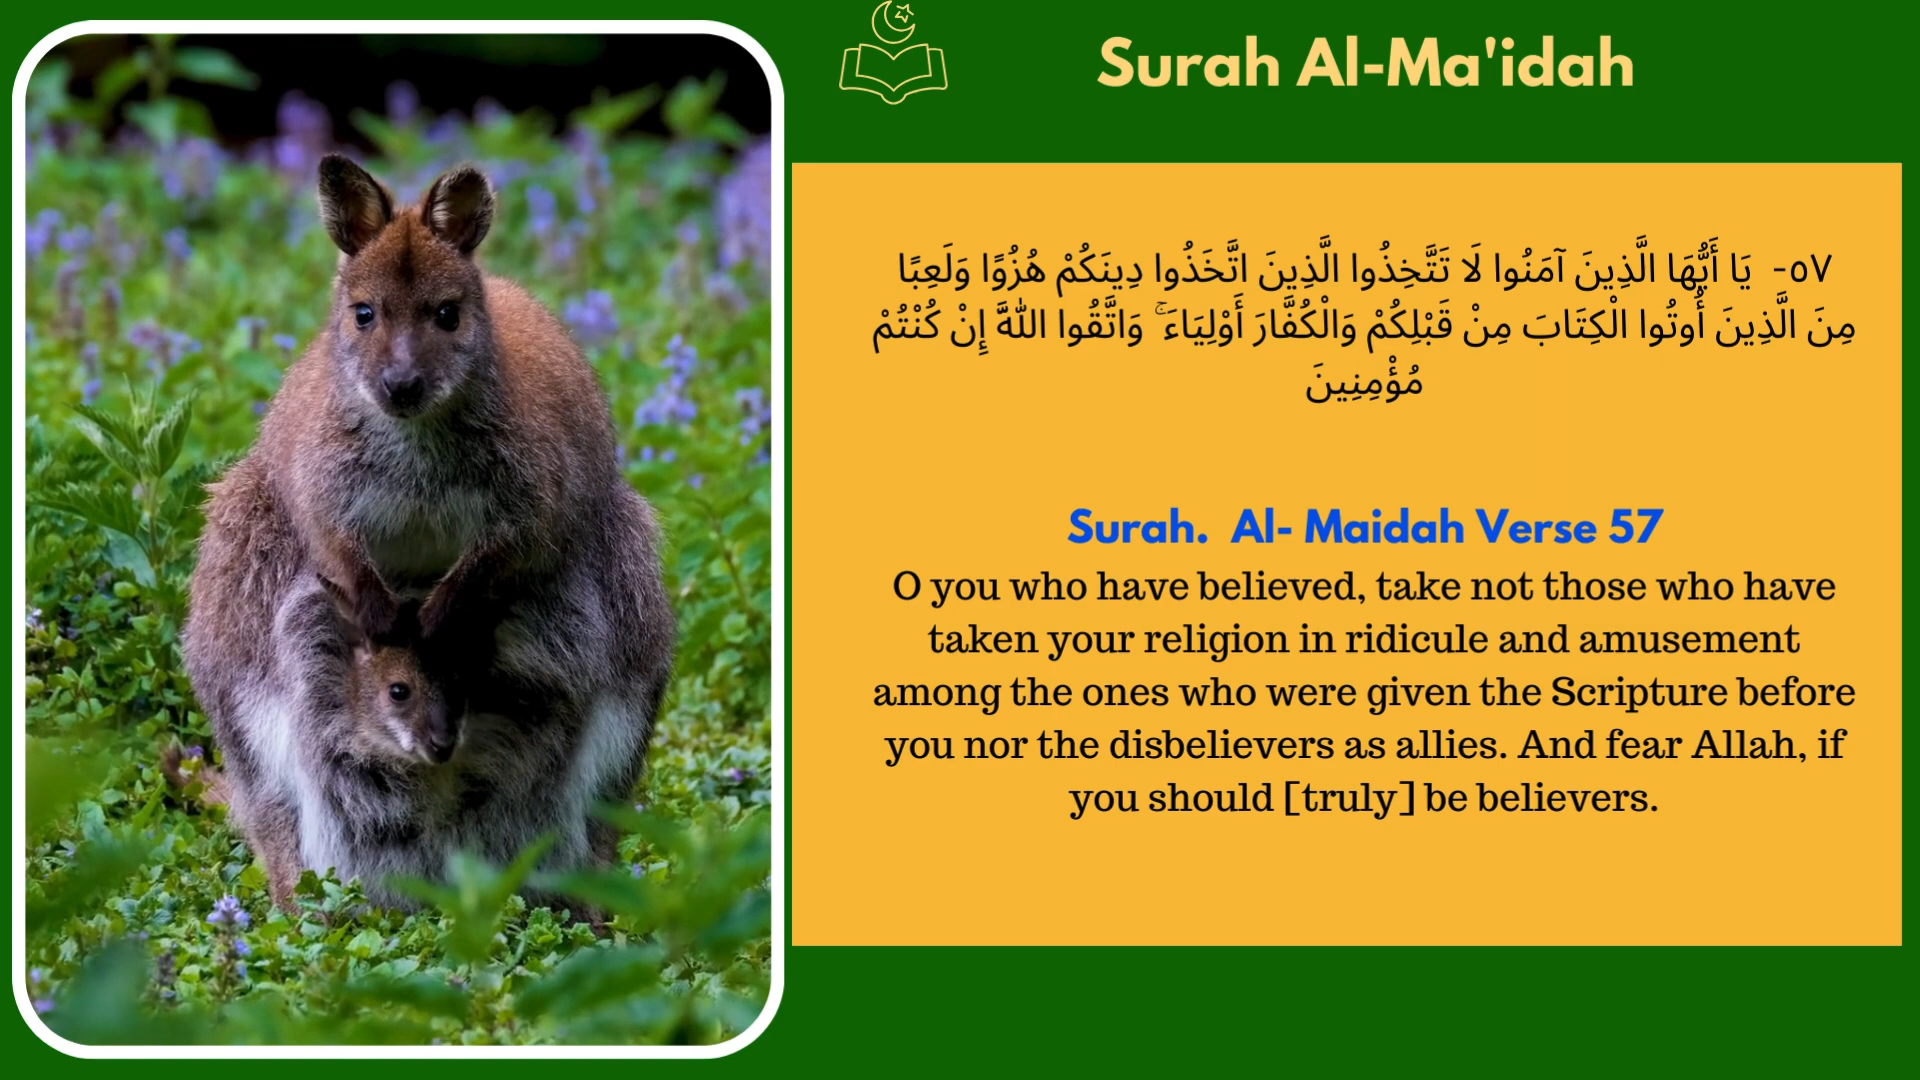 Surah Al-Ma'idah
٥٧- يَا أَيُّهَا الَّذِينَ آمَنُوا لَا تَتَّخِذُوا الَّذِينَ اتَّخَذُوا دِينَكُمْ هُزُوًا وَلَعِبًا
مِنَ الَّذِينَ أُوتُوا الْكِتَابَ مِنْ قَبْلِكُمْ وَالْكُفَّارَ أَوْلِيَاءَ ۚ وَاتَّقُوا اللَّهَ إِنْ كُنْتُمْ
مُؤْمِنِينَ
Surah. Al- Maidah Verse 57
O you who have believed, take not those who have
taken your religion in ridicule and amusement
among the ones who were given the Scripture before
you nor the disbelievers as allies. And fear Allah, if
you should [truly] be believers.